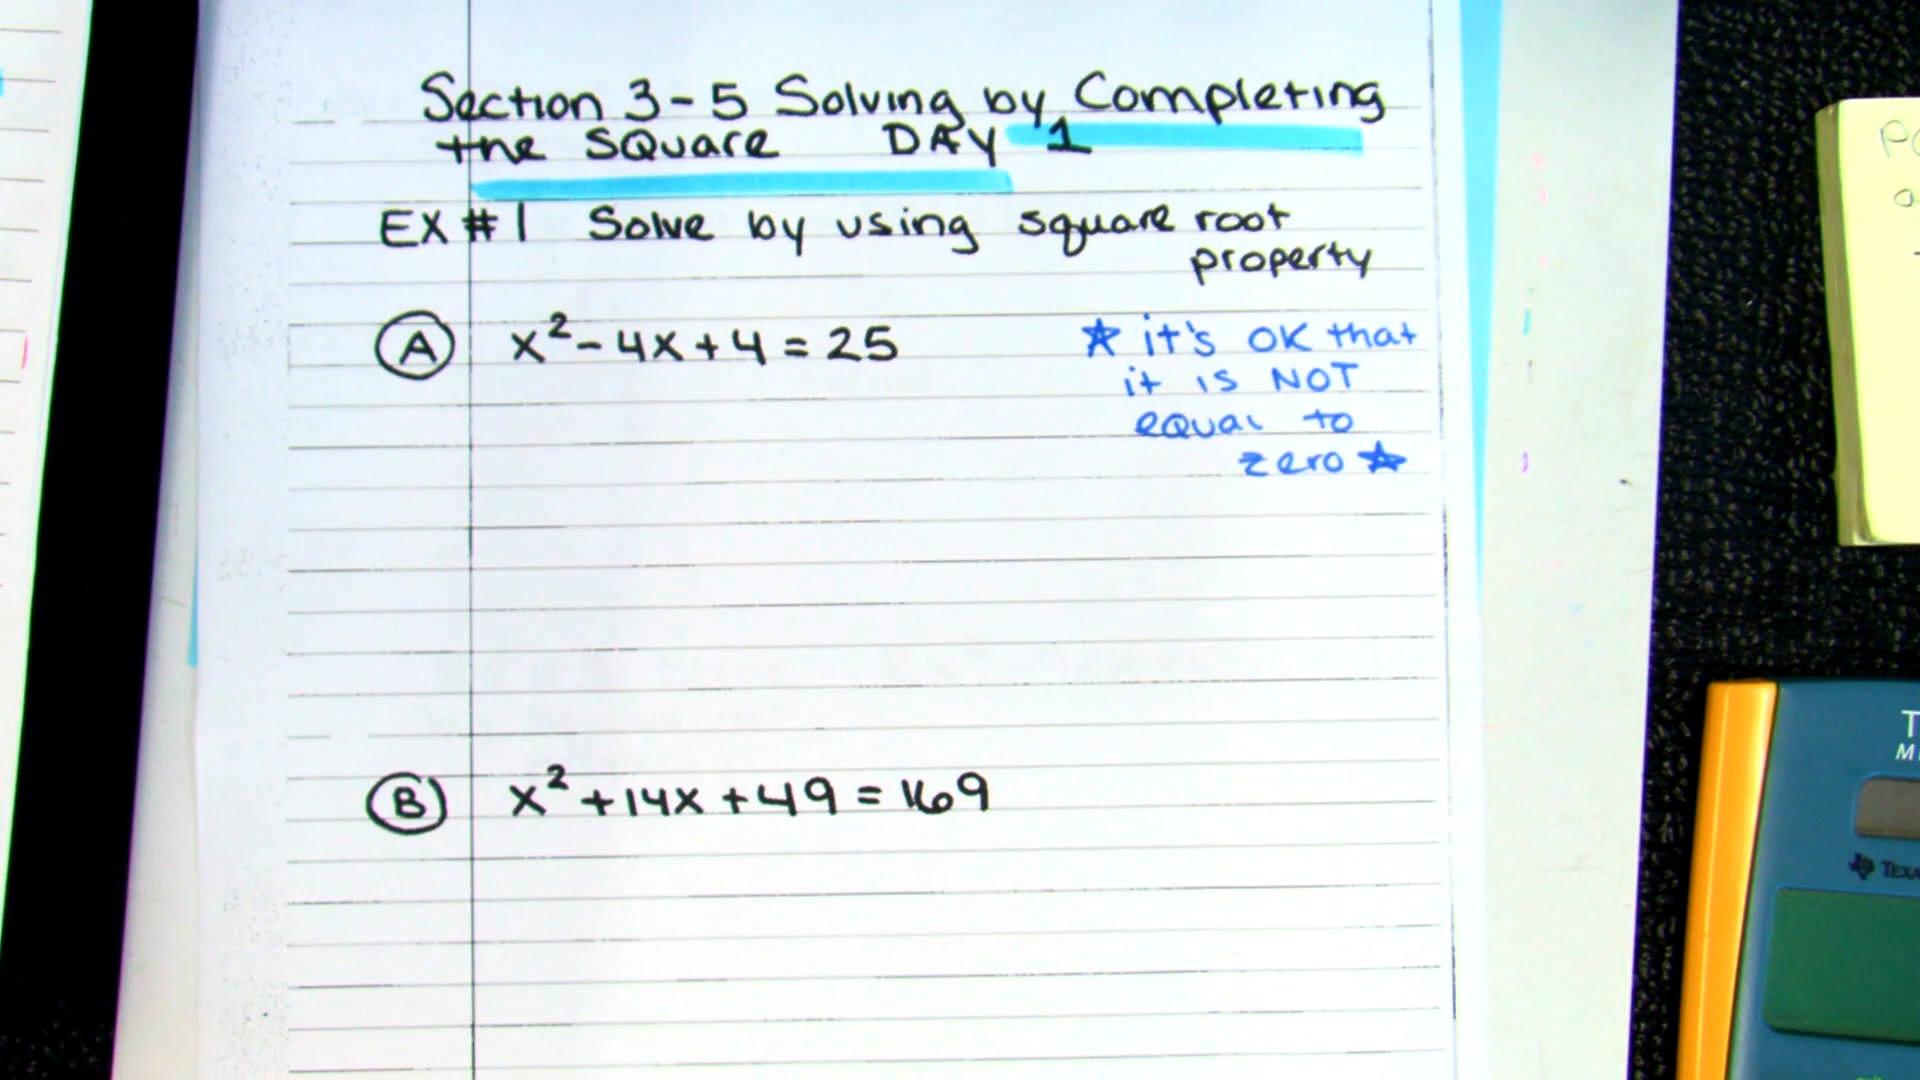 Section 3-5 Solving by Completing
the Square DAY 1
EX #1 Solve by using square root
property
A x² - 4x + 4 = 25
★ it's OK that
it is NOT
equal to
zero ★
B x² + 14x + 49 = 169